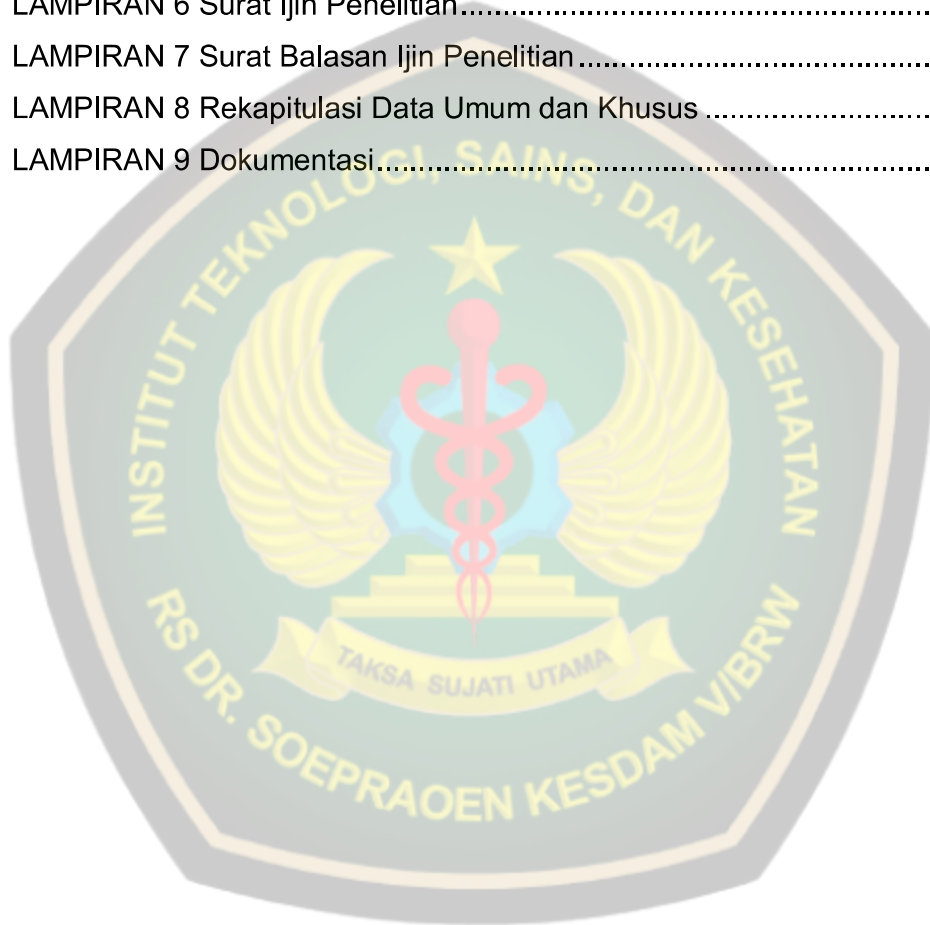 LAMPIRAN 6 Surat Ijin Penelitian
LAMPIRAN 7 Surat Balasan Ijin Penelitian
LAMPIRAN 8 Rekapitulasi Data Umum dan Khusus
LAMPIRAN 9 Dokumentasi
INSTITUT TEKNOLOGI, SAINS, DAN KESEHATAN
TAKSA SUJATI UTAMA
RS DR. SOEPRAOEN KESDAM V/BRW